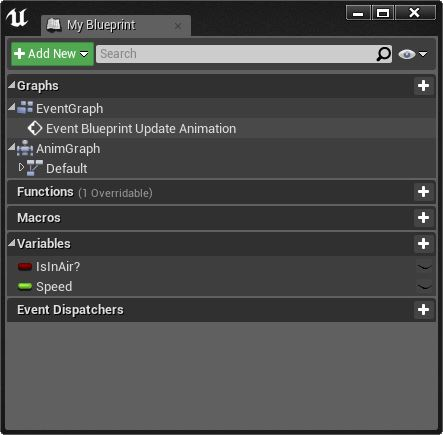 My Blueprint
Add New Search
Graphs
EventGraph
Event Blueprint Update Animation
AnimGraph
Default
Functions (1 Overridable)
Macros
Variables
IsInAir?
Speed
Event Dispatchers